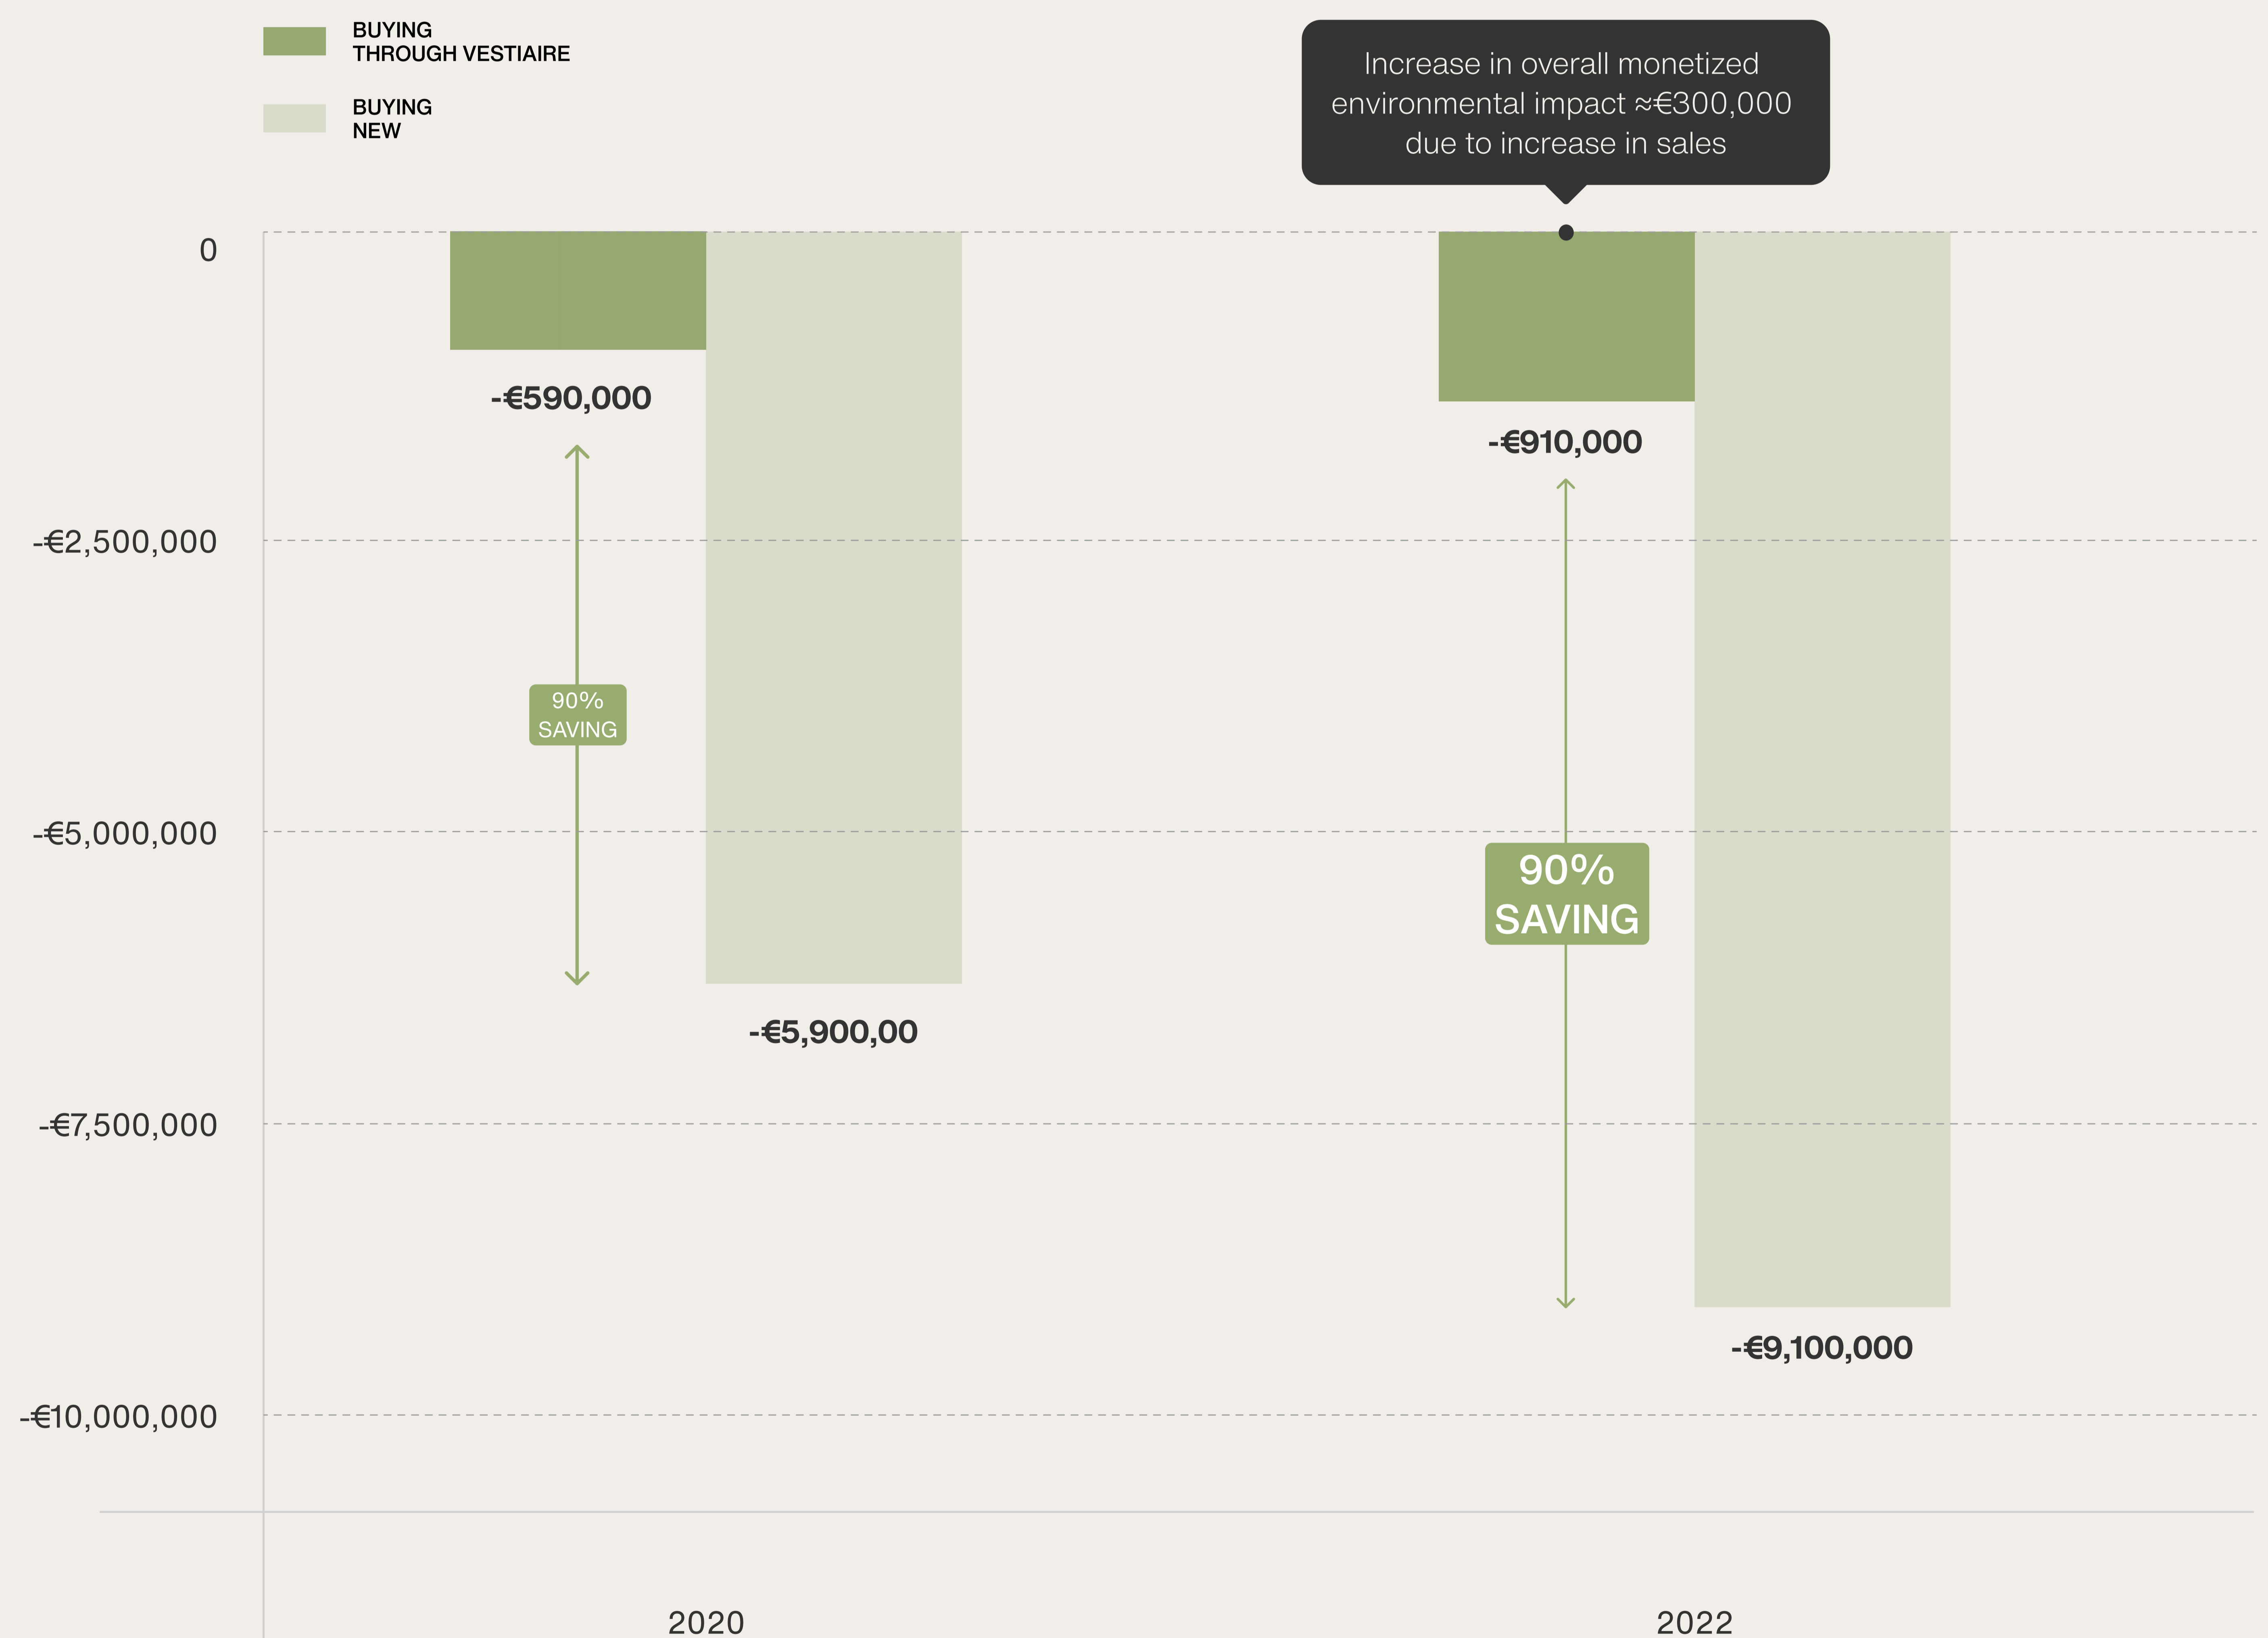 BUYING
THROUGH VESTIAIRE
BUYING
NEW
Increase in overall monetized
environmental impact ≈€300,000
due to increase in sales
0
-€590,000
-€910,000
-€2,500,000
90%
SAVING
-€5,000,000
90%
SAVING
-€5,900,00
-€7,500,000
-€9,100,000
-€10,000,000
2020
2022